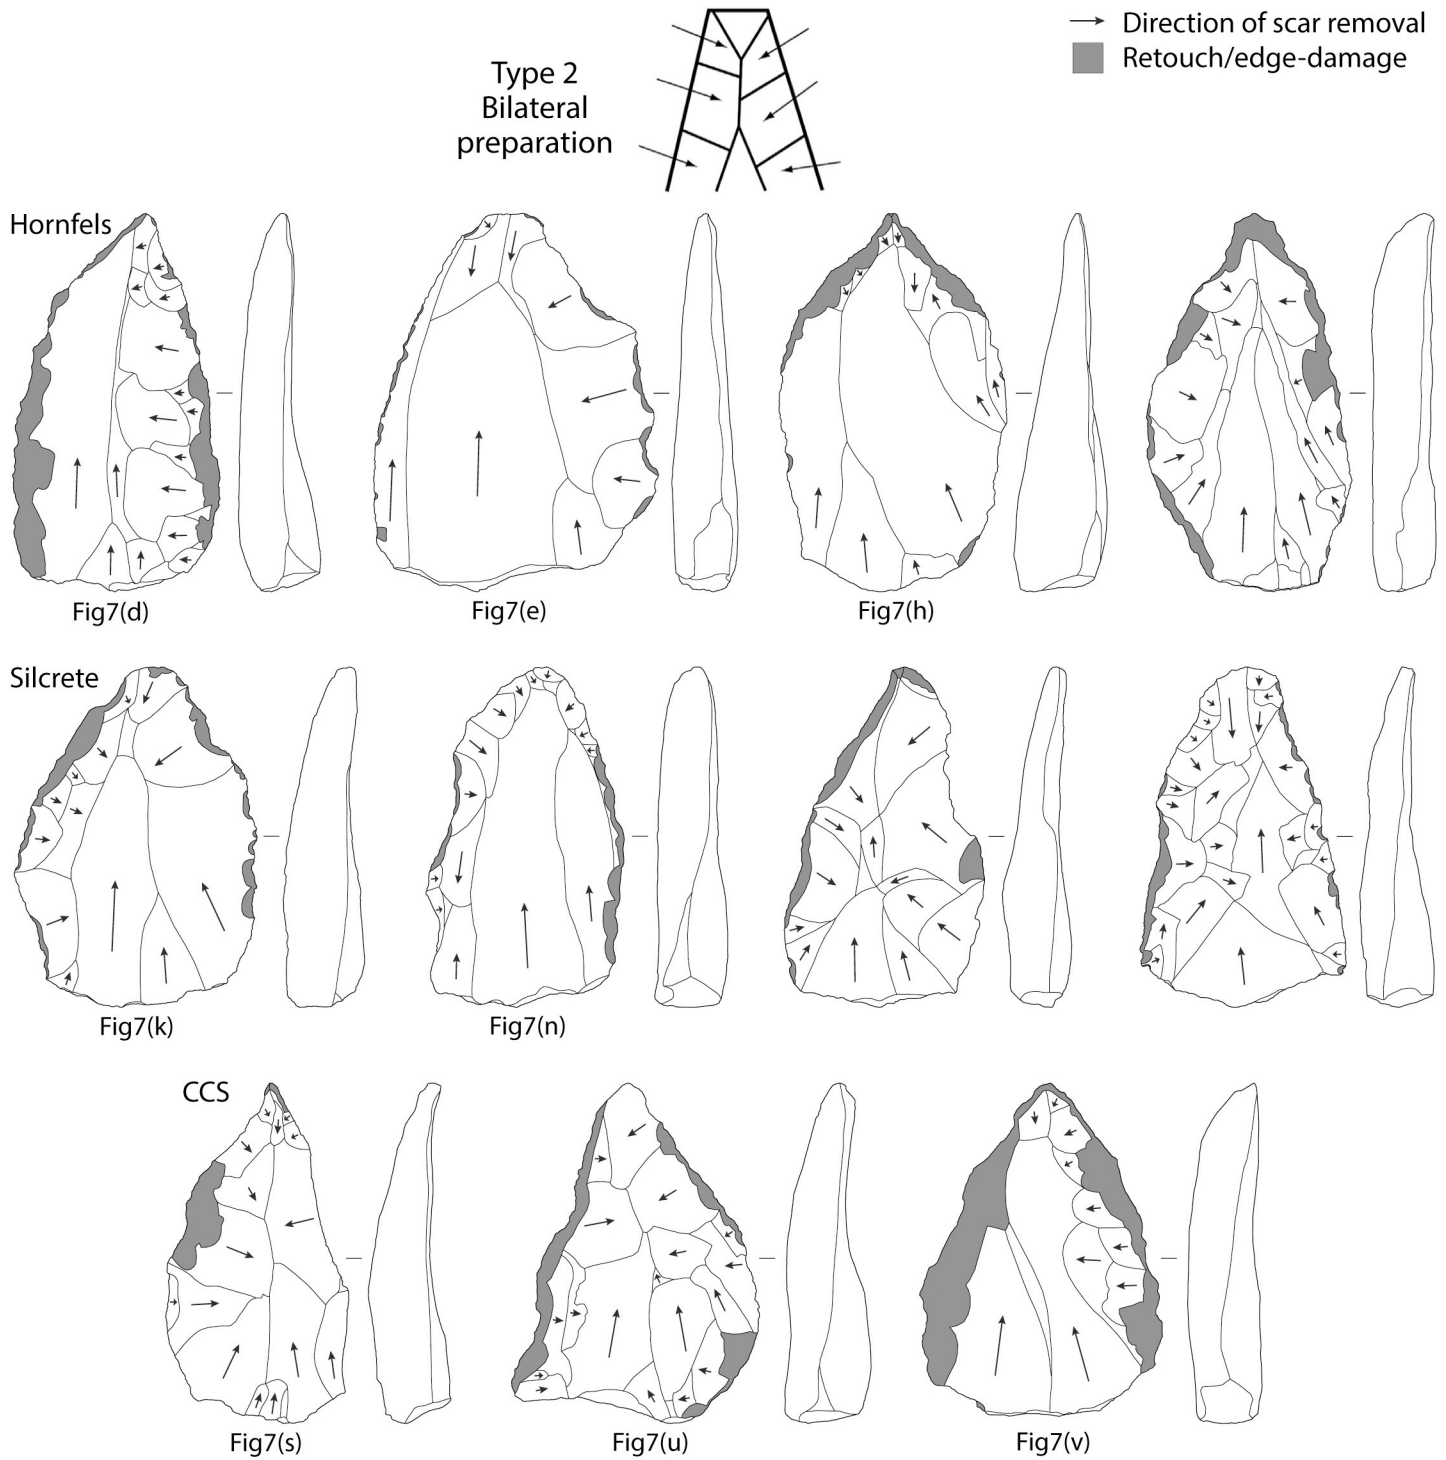 Direction of scar removal
Retouch/edge-damage
Type 2
Bilateral
preparation
Hornfels
Fig7(d)
Fig7(e)
Fig7(h)
Silcrete
Fig7(k)
Fig7(n)
CCS
Fig7(s)
Fig7(u)
Fig7(v)